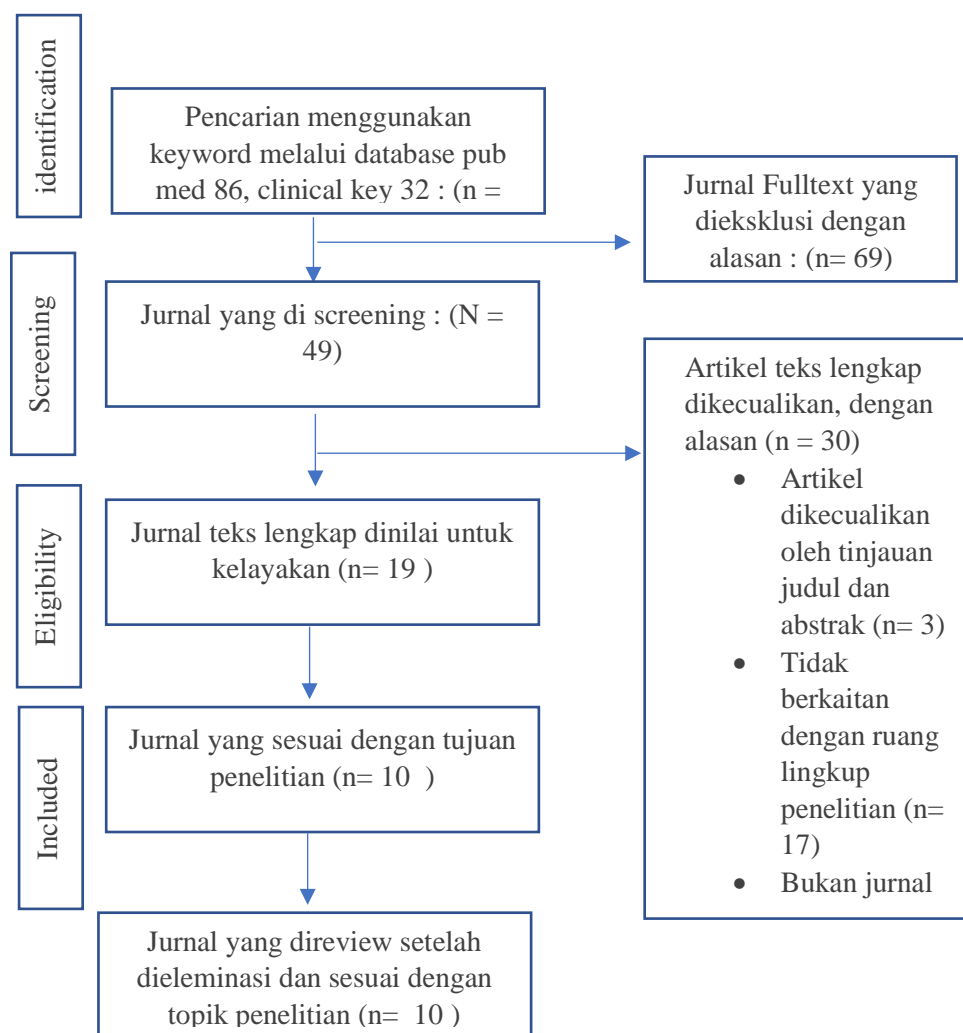 identification
Pencarian menggunakan
keyword melalui database pub
med 86, clinical key 32 : (n =
Jurnal Fulltext yang
dieksklusi dengan
alasan : (n= 69)
Screening
Jurnal yang di screening : (N =
49)
Artikel teks lengkap
dikecualikan, dengan
alasan (n = 30)
• Artikel
dikecualikan
oleh tinjauan
judul dan
abstrak (n= 3)
• Tidak
berkaitan
dengan ruang
lingkup
penelitian (n=
17)
• Bukan jurnal
Eligibility
Jurnal teks lengkap dinilai untuk
kelayakan (n= 19 )
Included
Jurnal yang sesuai dengan tujuan
penelitian (n= 10 )
Jurnal yang direview setelah
dieleminasi dan sesuai dengan
topik penelitian (n= 10 )